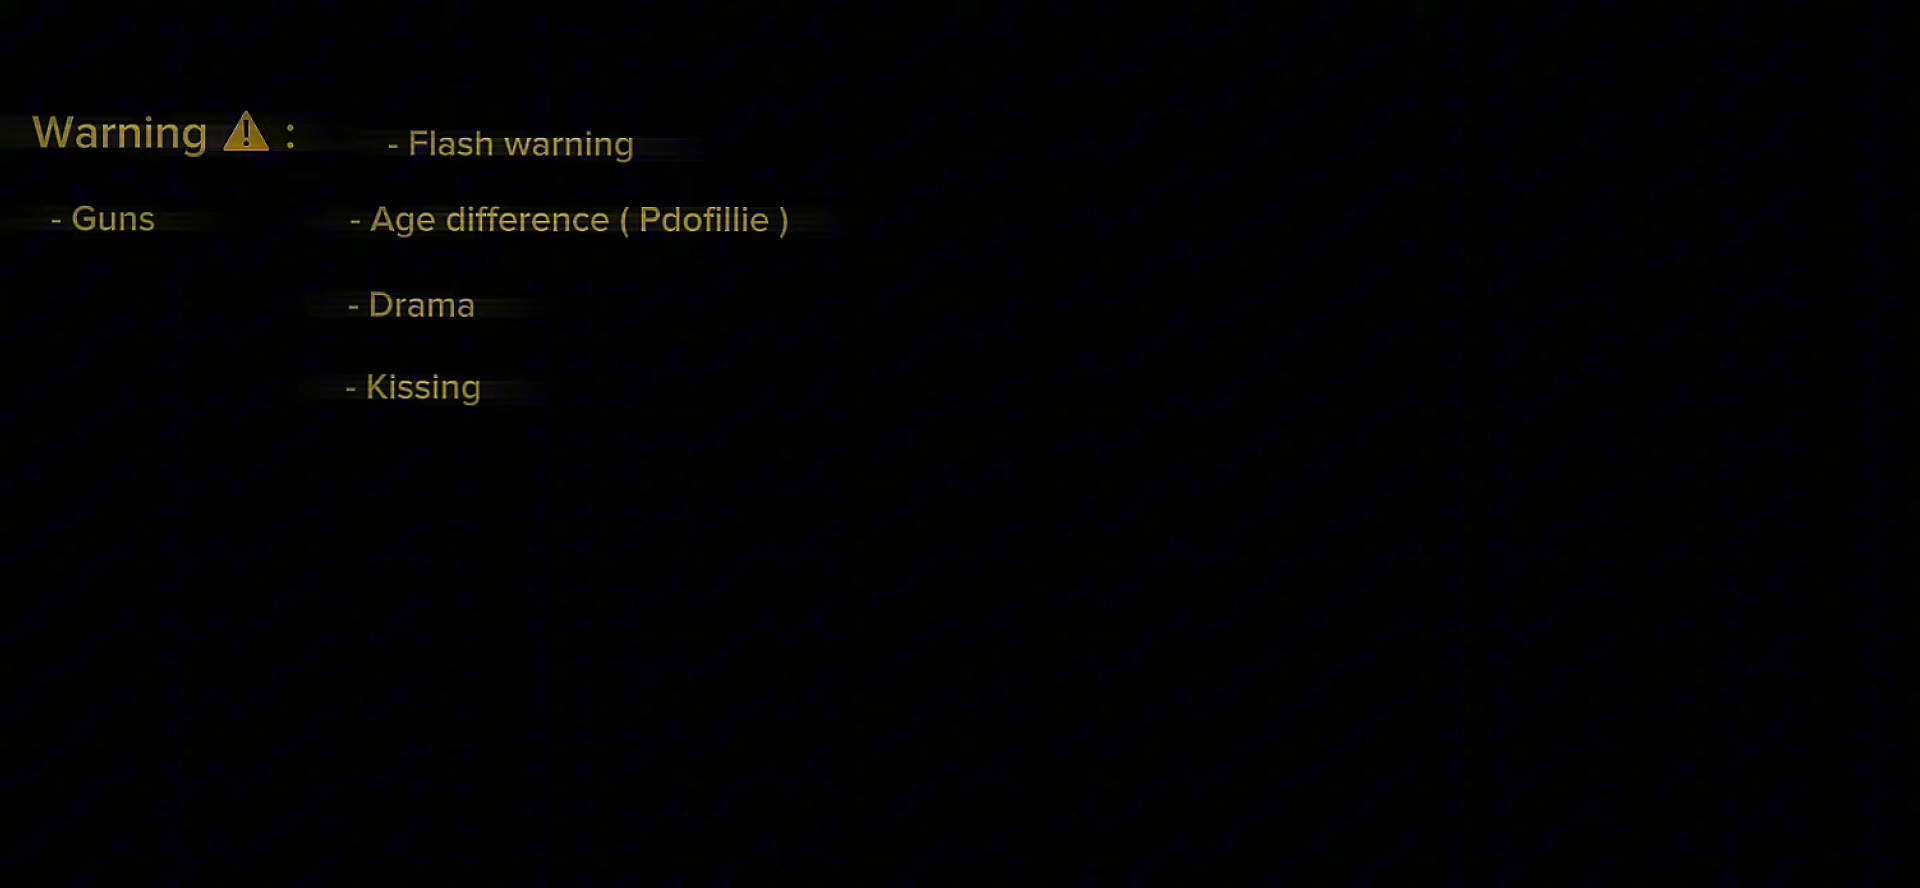 Warning ⚠ :
- Flash warning
- Guns
- Age difference ( Pdofillie )
- Drama
- Kissing